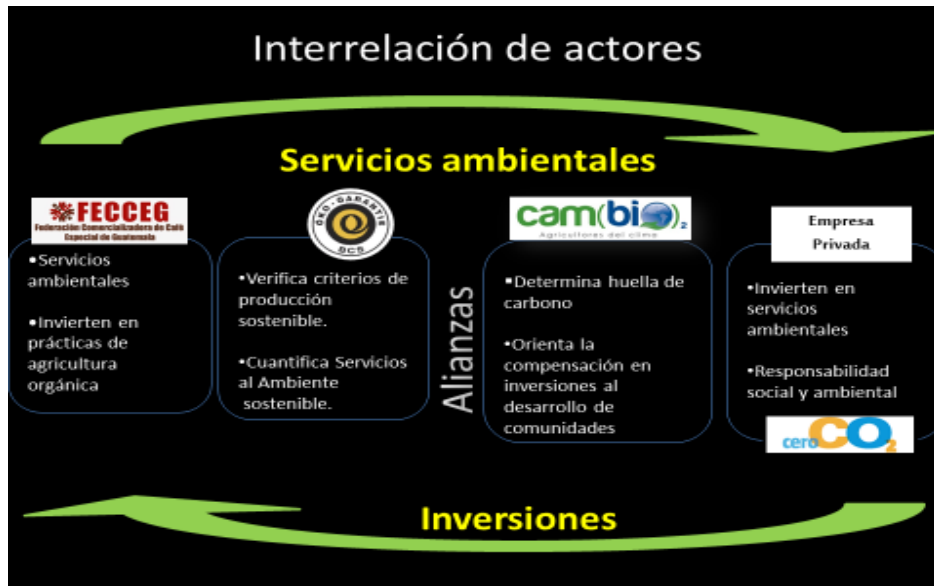 Interrelación de actores
Servicios ambientales
FECCEG
Federación Comercializadora de Café
Especial de Guatemala
•Servicios
ambientales
•Invierten en
prácticas de
agricultura
orgánica
ÖKO-GARANTIE
BCS
•Verifica criterios de
producción
sostenible.
•Cuantifica Servicios
al Ambiente
sostenible.
Alianzas
cam(bio)2
Agricultores del clima
•Determina huella de
carbono
•Orienta la
compensación en
inversiones al
desarrollo de
comunidades
Empresa
Privada
•Invierten en
servicios
ambientales
•Responsabilidad
social y ambiental
ceroCO2
Inversiones